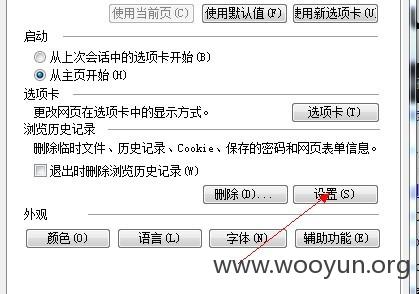 使用当前页(C) 使用默认值(F) 使用新选项卡(U)
启动
从上次会话中的选项卡开始(B)
从主页开始(H)
选项卡
更改网页在选项卡中的显示方式。 选项卡(T)
浏览历史记录
删除临时文件、历史记录、Cookie、保存的密码和网页表单信息。
退出时删除浏览历史记录(W)
删除(D)... 设置(S)
外观
颜色(O) 语言(L) 字体(N) 辅助功能(E)
www.wooyun.org